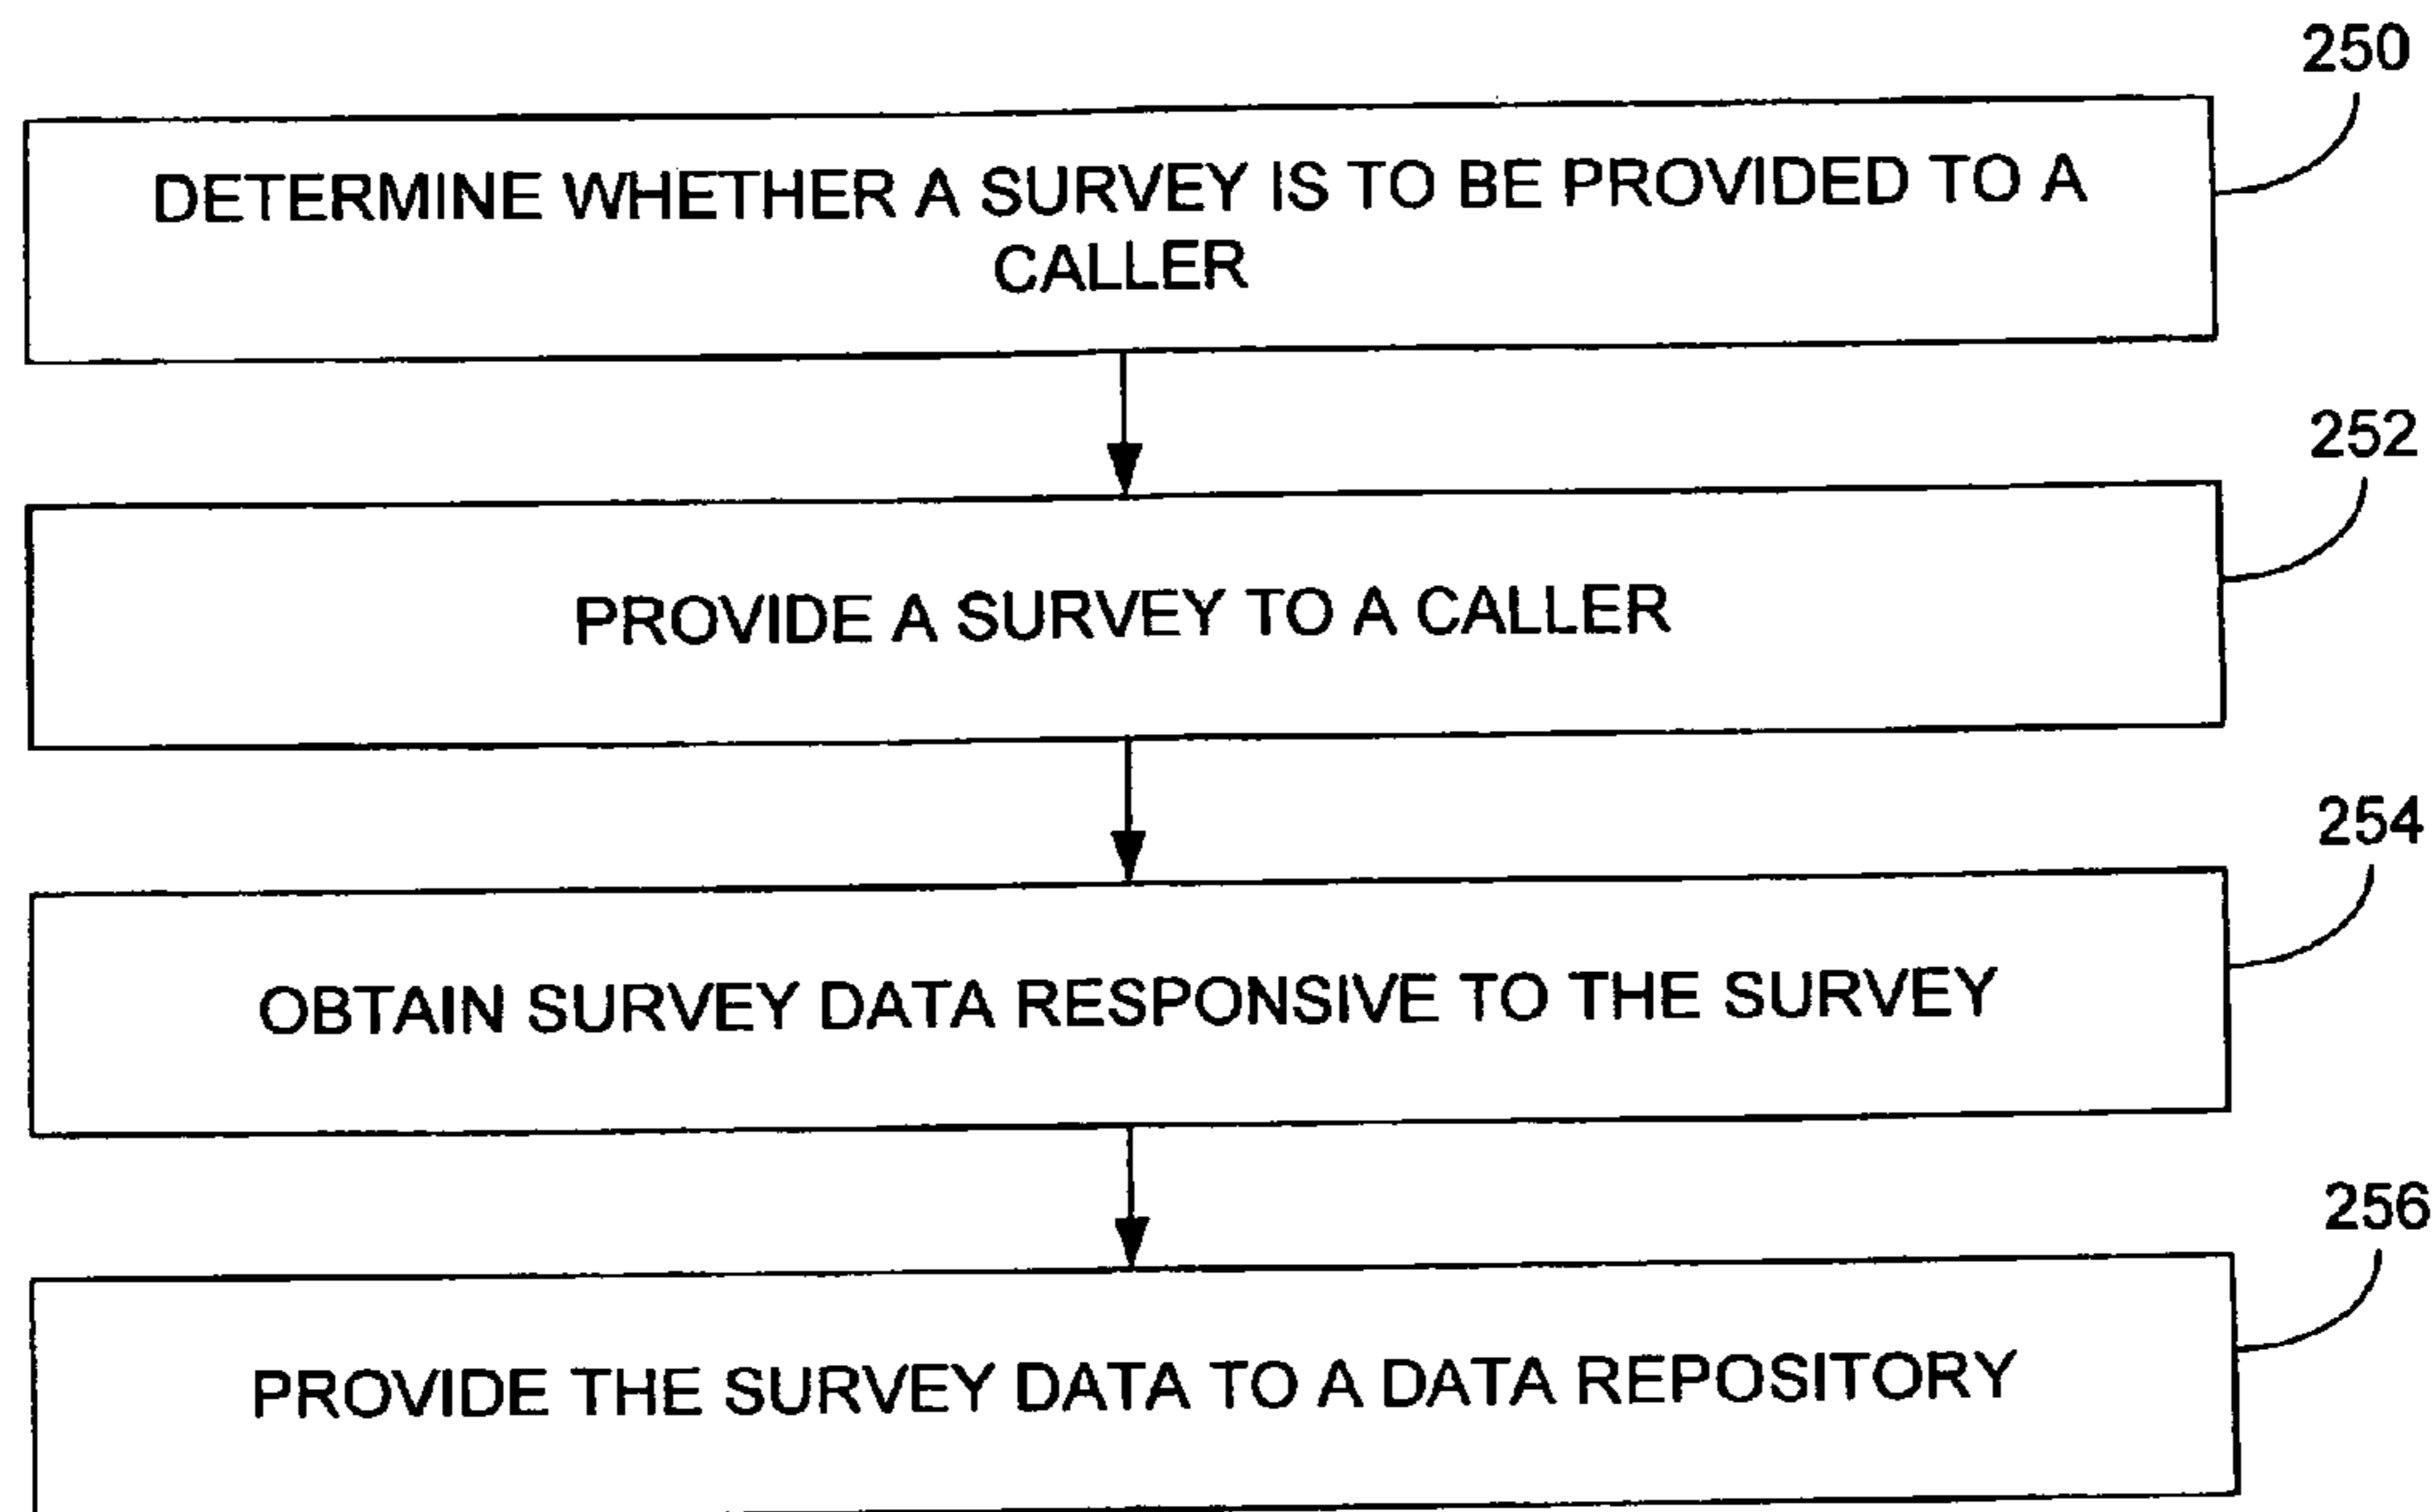 250
DETERMINE WHETHER A SURVEY IS TO BE PROVIDED TO A
CALLER
252
PROVIDE A SURVEY TO A CALLER
254
OBTAIN SURVEY DATA RESPONSIVE TO THE SURVEY
256
PROVIDE THE SURVEY DATA TO A DATA REPOSITORY